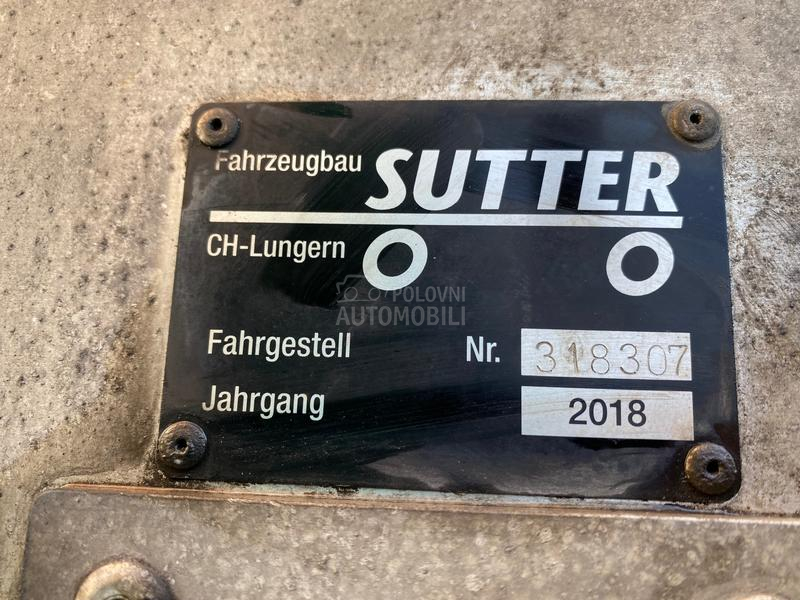 Fahrzeugbau SUTTER
CH-Lungern
POLOVNI
AUTOMOBILI
Fahrgestell Nr. 318307
Jahrgang 2018